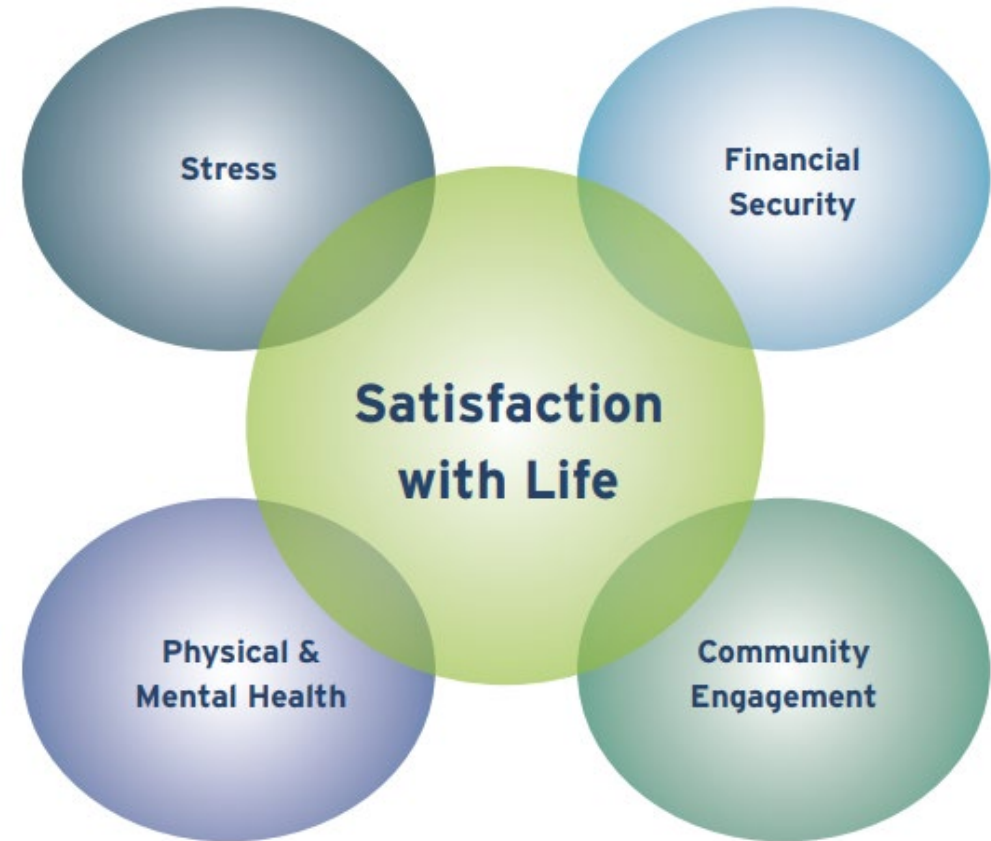 Stress
Financial
Security
Satisfaction
with Life
Physical &
Mental Health
Community
Engagement